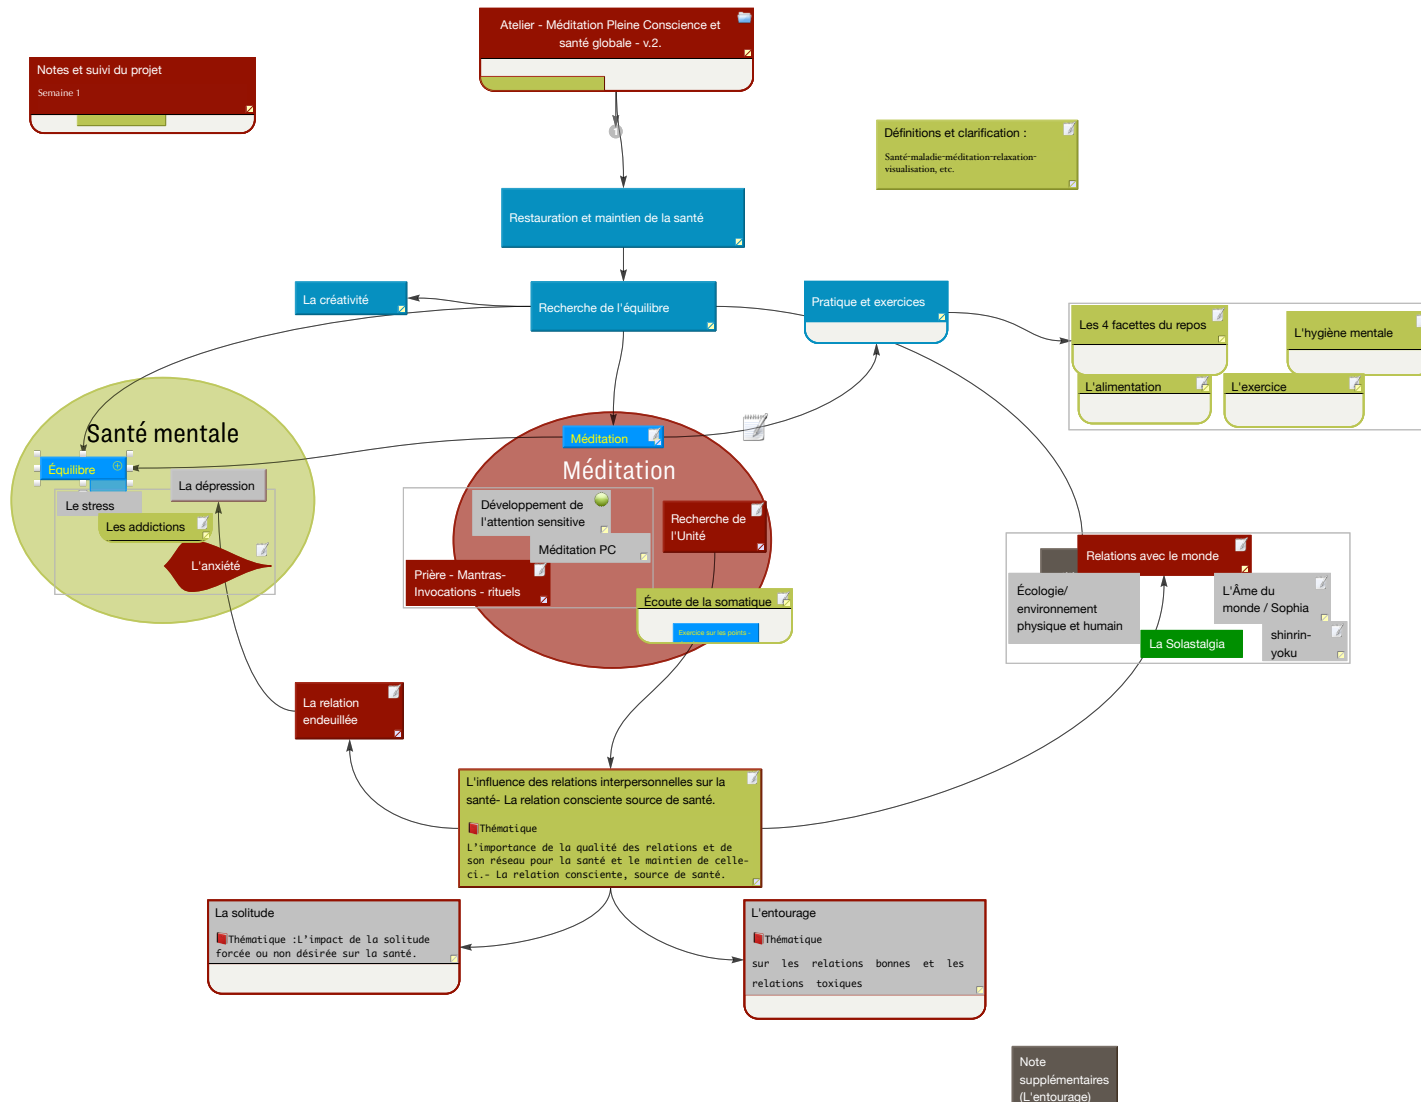 Atelier - Méditation Pleine Conscience et
santé globale - v.2.
Notes et suivi du projet
Semaine 1
1
Définitions et clarification :
Santé-maladie-méditation-relaxation-
visualisation, etc.
Restauration et maintien de la santé
La créativité
Recherche de l'équilibre
Pratique et exercices
Les 4 facettes du repos
L'hygiène mentale
L'alimentation
L'exercice
Santé mentale
Équilibre
La dépression
Le stress
Les addictions
L'anxiété
Méditation
Méditation
Développement de
l'attention sensitive
Méditation PC
Recherche de
l'Unité
Prière - Mantras-
Invocations - rituels
Écoute de la somatique
Exercice sur les points -
Relations avec le monde
Écologie/
environnement
physique et humain
L'Âme du
monde / Sophia
La Solastalgia
shinrin-
yoku
La relation
endeuillée
L'influence des relations interpersonnelles sur la
santé- La relation consciente source de santé.
Thématique
L'importance de la qualité des relations et de
son réseau pour la santé et le maintien de celle-
ci.- La relation consciente, source de santé.
La solitude
Thématique :L'impact de la solitude
forcée ou non désirée sur la santé.
L'entourage
Thématique
sur les relations bonnes et les
relations toxiques
Note
supplémentaires
(L'entourage)